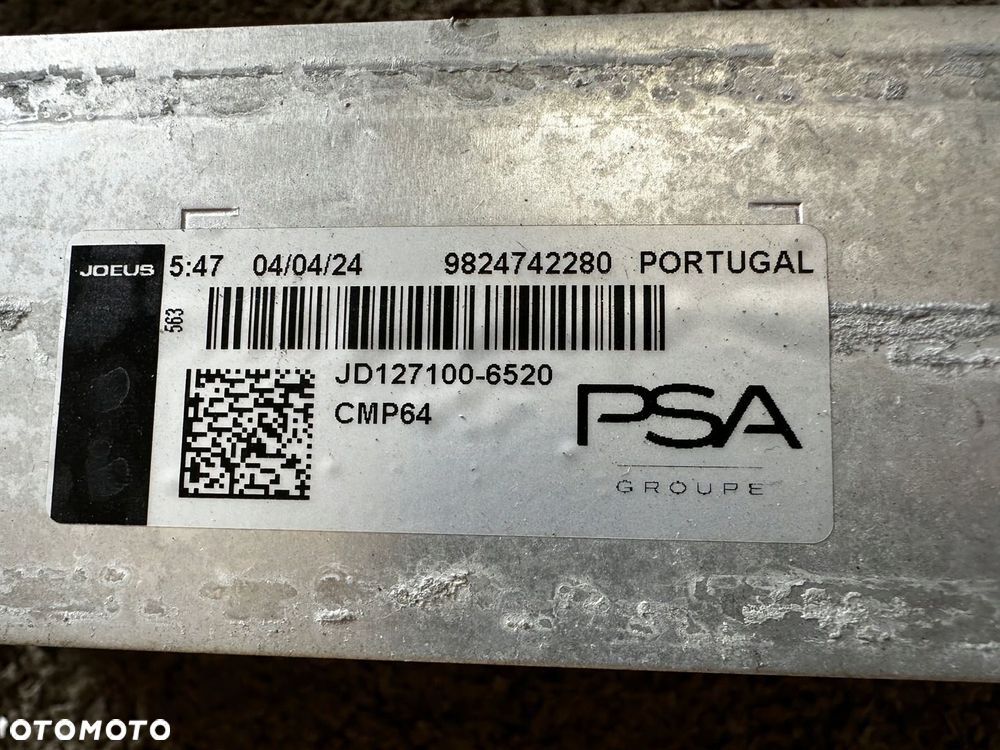 JOEUS 5:47 04/04/24 9824742280 PORTUGAL
563
JD127100-6520
CMP64
PSA
GROUPE
OTOMOTO